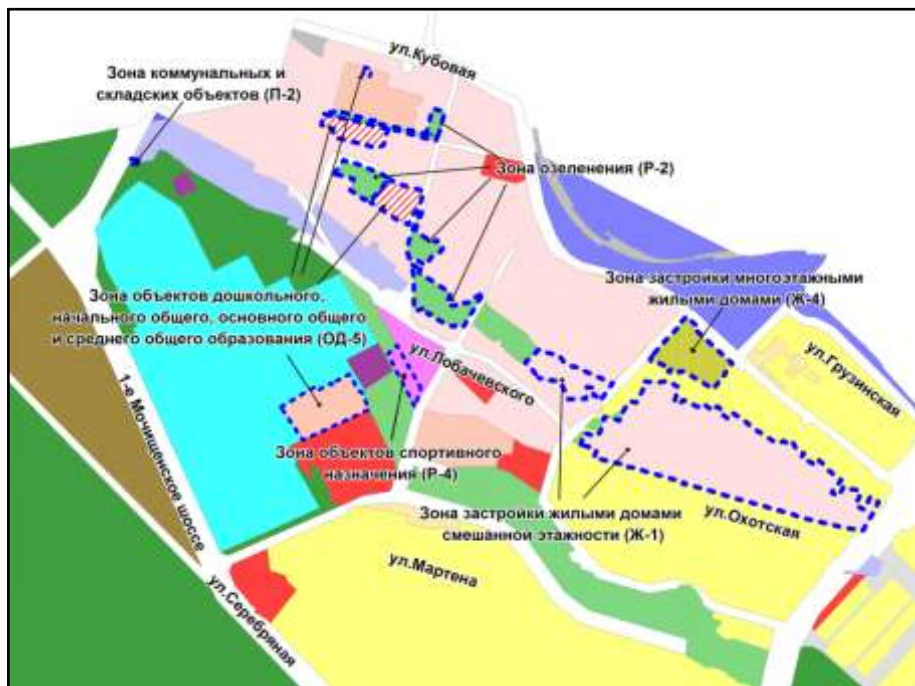 ул.Кубовая
Зона коммунальных и
складских объектов (П-2)
Зона озеленения (Р-2)
Зона застройки многоэтажными
жилыми домами (Ж-4)
Зона объектов дошкольного,
начального общего, основного общего
и среднего общего образования (ОД-5)
ул.Грузинская
ул.Лобачевского
1-е Мочищенское шоссе
Зона объектов спортивного
назначения (Р-4)
Зона застройки жилыми домами
смешанной этажности (Ж-1)
ул.Охотская
ул.Мартена
ул.Серебряная